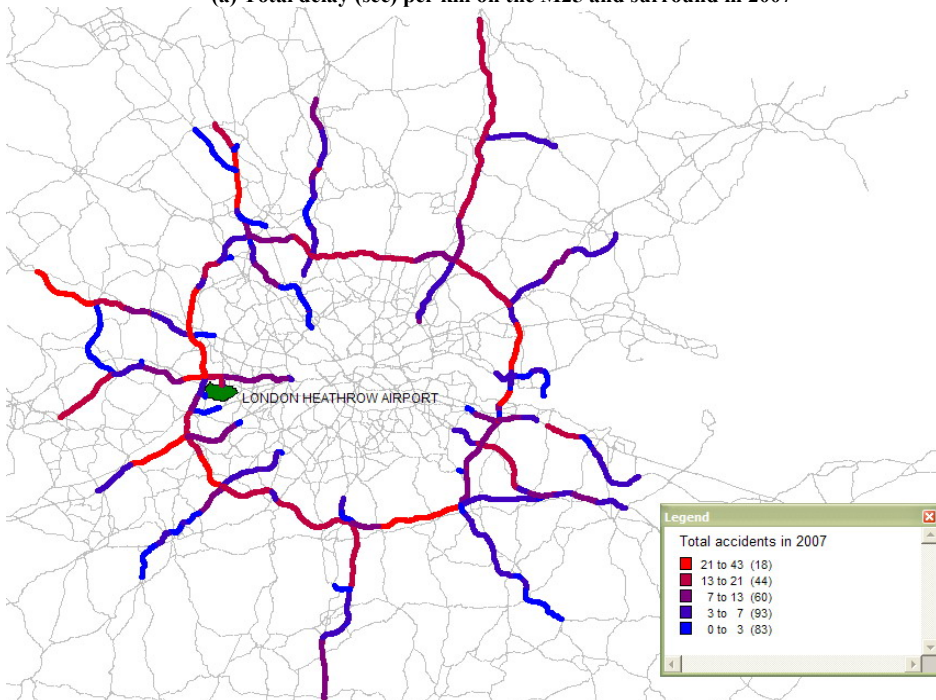 (a) Total delay (sec) per km on the M25 and surround in 2007
LONDON HEATHROW AIRPORT
Legend
Total accidents in 2007
21 to 43 (18)
13 to 21 (44)
7 to 13 (60)
3 to 7 (93)
0 to 3 (83)